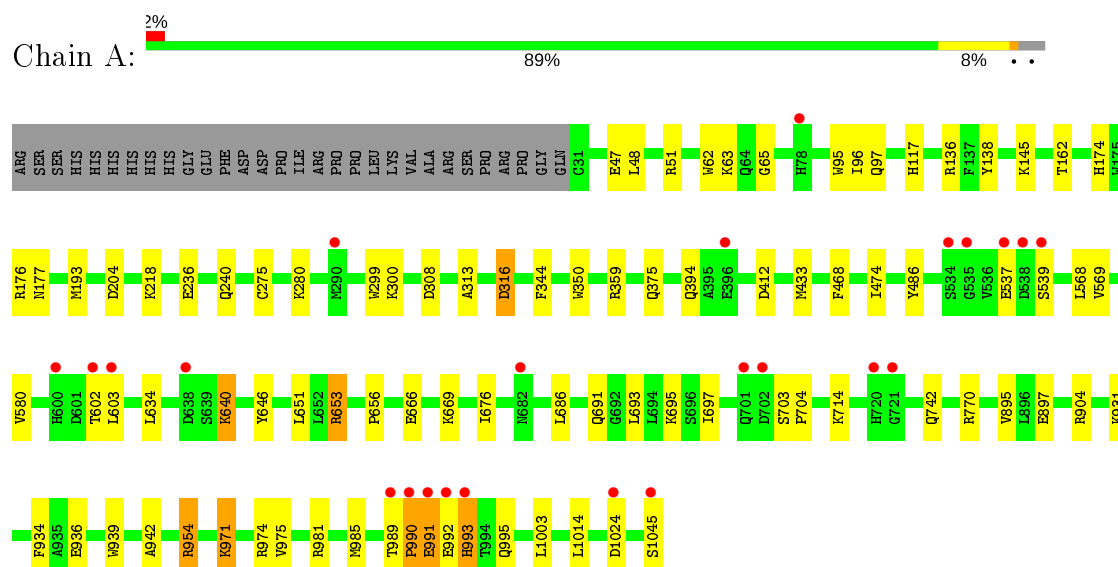 2%
Chain A:
89% 8% • •
ARG SER SER HIS HIS HIS HIS HIS HIS HIS GLY GLU PHE ASP ASP PRO ILE ARG PRO PRO LEU LYS VAL ALA ARG SER PRO ARG PRO GLY GLN C31 E47 L48 R51 W62 K63 Q64 G65 H78 W95 I96 Q97 H117 R136 F137 Y138 K145 T162 H174 W175
R176 N177 M193 D204 K218 E236 Q240 C275 K280 M290 W299 K300 D308 A313 D316 F344 W350 R359 Q375 Q394 A395 E396 D412 M433 F468 I474 Y486 S534 G535 V536 E537 D538 S539 L568 V569
V580 H600 D601 T602 L603 L634 D638 S639 K640 Y646 L651 L652 R653 P656 E666 K669 I676 N682 L686 Q691 G692 L693 L694 K695 S696 I697 Q701 D702 S703 P704 K714 H720 G721 Q742 R770 V895 L896 E897 R904 K931
F934 A935 E936 W939 A942 R954 K971 R974 V975 R981 M985 T989 P990 E991 E992 H993 T994 Q995 L1003 L1014 D1024 S1045